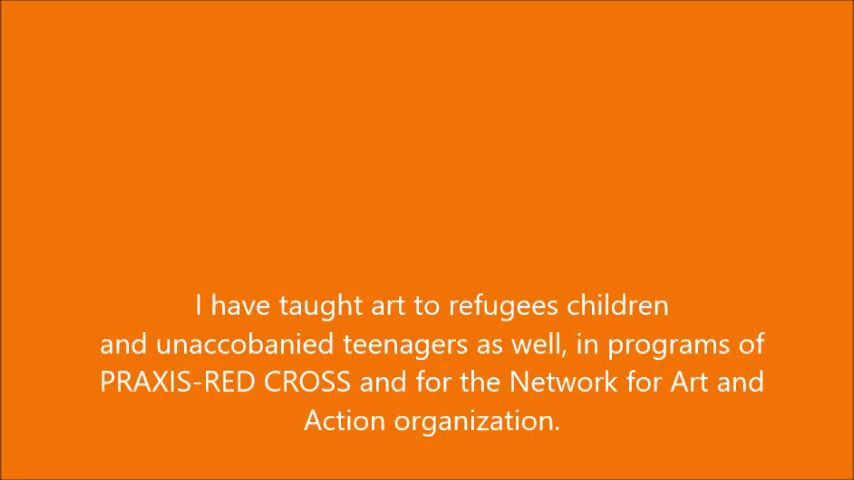 I have taught art to refugees children
and unaccobanied teenagers as well, in programs of
PRAXIS-RED CROSS and for the Network for Art and
Action organization.